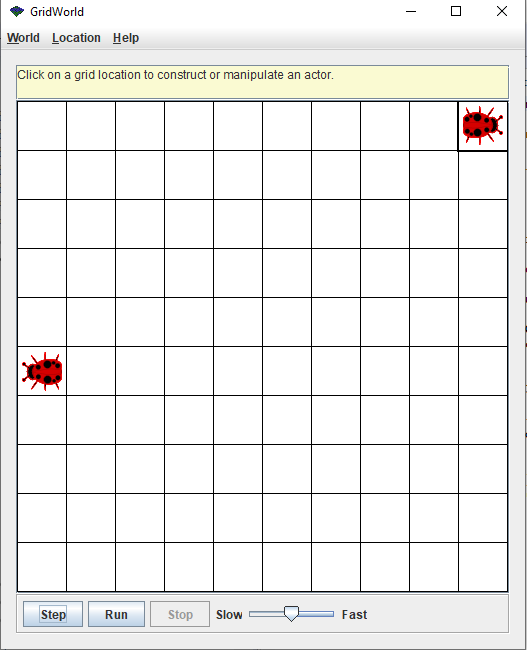 GridWorld
World Location Help
Click on a grid location to construct or manipulate an actor.
Step Run Stop Slow Fast